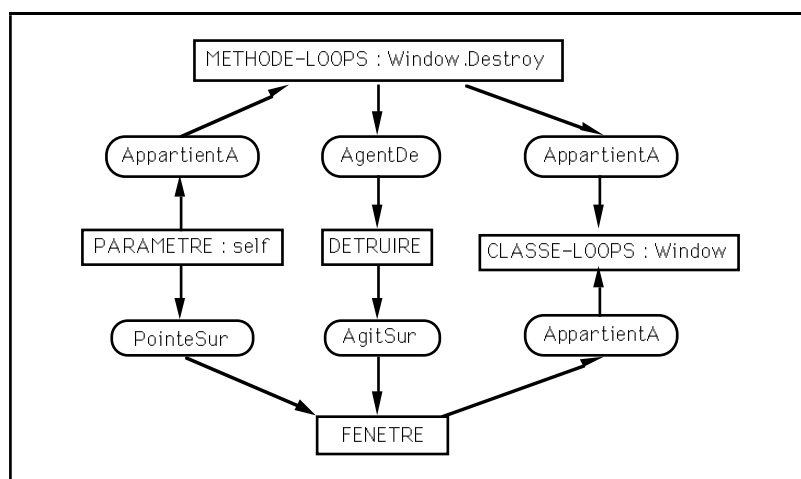 METHODE-LOOPS : Window.Destroy
AppartientA
AgentDe
AppartientA
PARAMETRE : self
DETRUIRE
CLASSE-LOOPS : Window
PointeSur
AgitSur
AppartientA
FENETRE